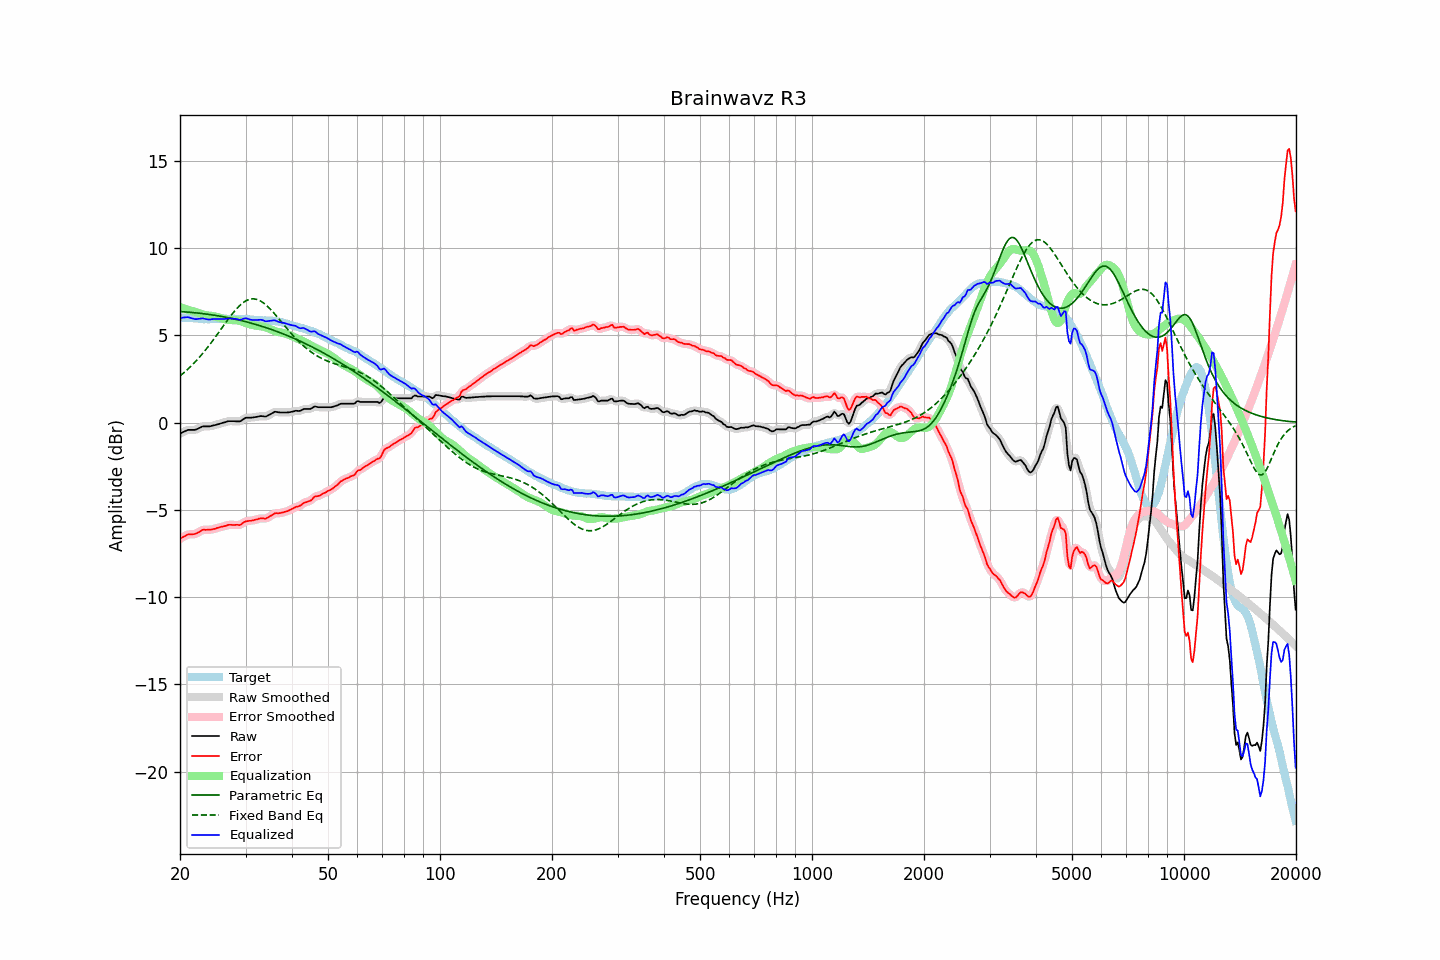 Brainwavz R3
Amplitude (dBr)
15
10
5
0
−5
−10
−15
−20
Target
Raw Smoothed
Error Smoothed
Raw
Error
Equalization
Parametric Eq
Fixed Band Eq
Equalized
20 50 100 200 500 1000 2000 5000 10000 20000
Frequency (Hz)